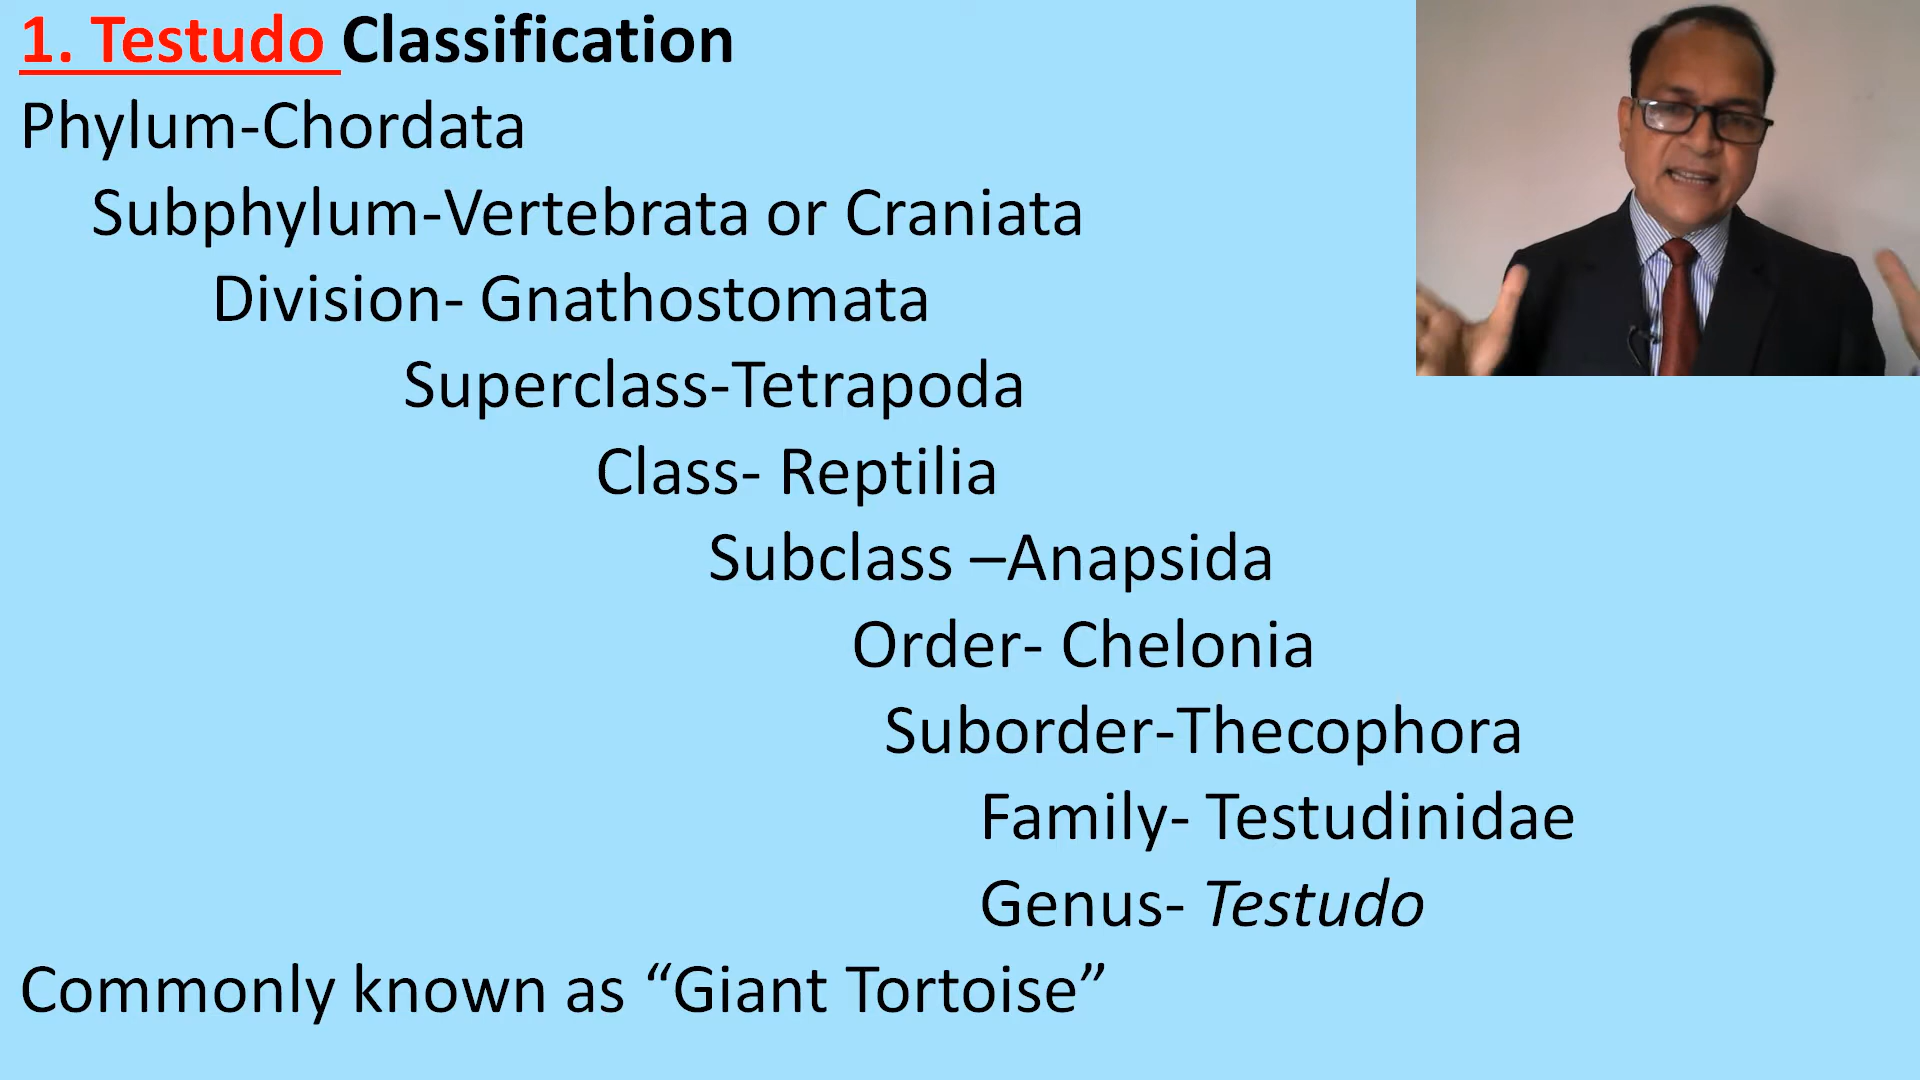 1. Testudo Classification
Phylum-Chordata
Subphylum-Vertebrata or Craniata
Division- Gnathostomata
Superclass-Tetrapoda
Class- Reptilia
Subclass –Anapsida
Order- Chelonia
Suborder-Thecophora
Family- Testudinidae
Genus- Testudo
Commonly known as “Giant Tortoise”